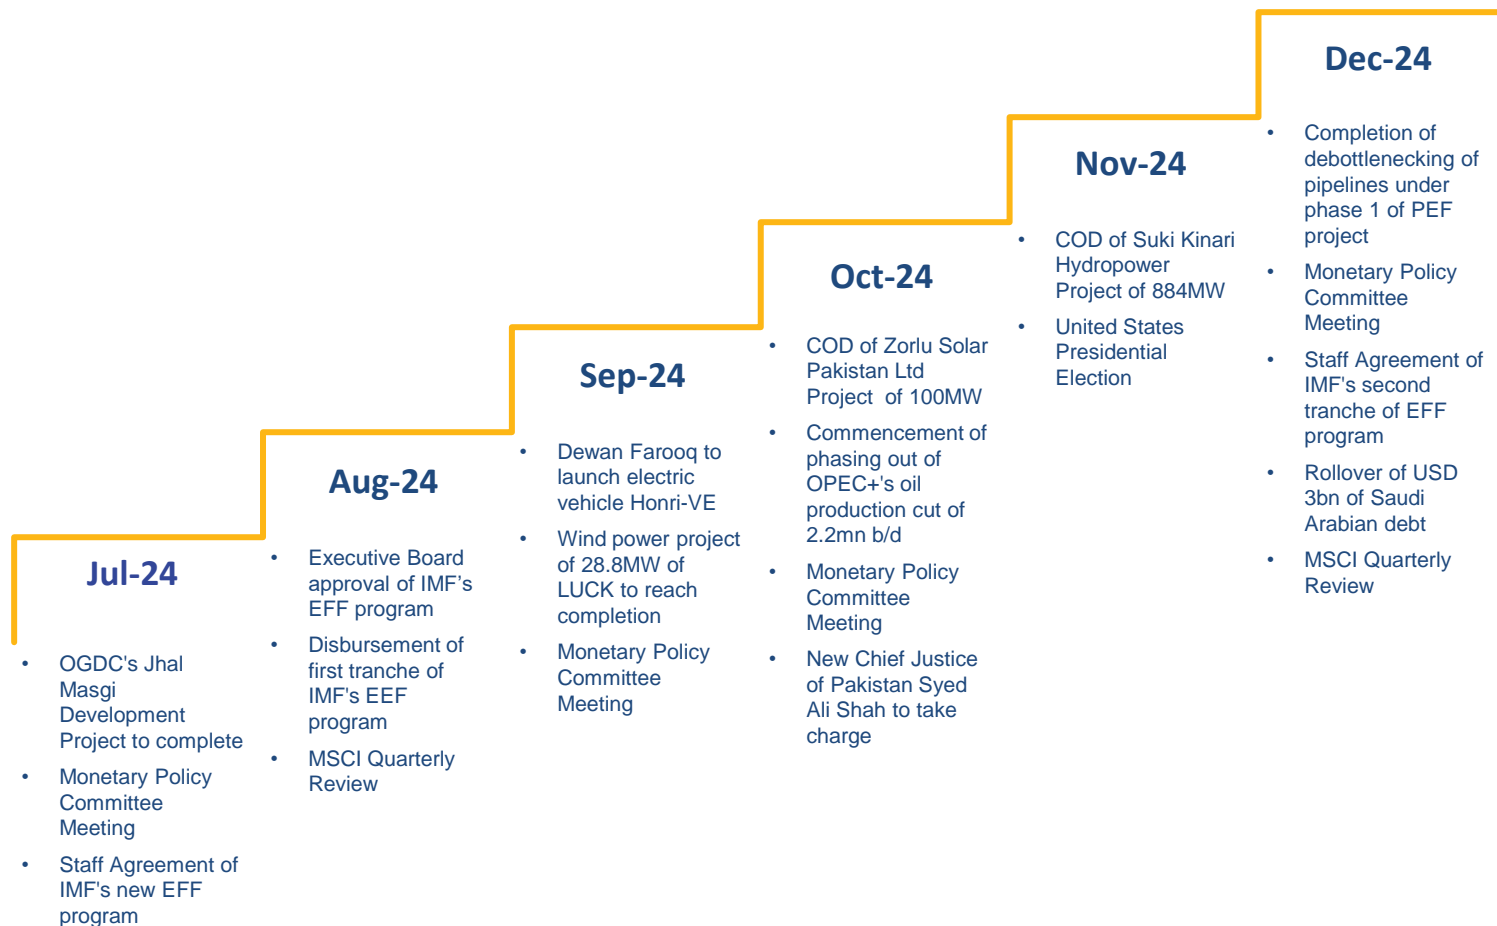 Jul-24
• OGDC's Jhal
Masgi
Development
Project to complete
• Monetary Policy
Committee
Meeting
• Staff Agreement of
IMF's new EFF
program
Aug-24
• Executive Board
approval of IMF’s
EFF program
• Disbursement of
first tranche of
IMF's EEF
program
• MSCI Quarterly
Review
Sep-24
• Dewan Farooq to
launch electric
vehicle Honri-VE
• Wind power project
of 28.8MW of
LUCK to reach
completion
• Monetary Policy
Committee
Meeting
Oct-24
• COD of Zorlu Solar
Pakistan Ltd
Project of 100MW
• Commencement of
phasing out of
OPEC+'s oil
production cut of
2.2mn b/d
• Monetary Policy
Committee
Meeting
• New Chief Justice
of Pakistan Syed
Ali Shah to take
charge
Nov-24
• COD of Suki Kinari
Hydropower
Project of 884MW
• United States
Presidential
Election
Dec-24
• Completion of
debottlenecking of
pipelines under
phase 1 of PEF
project
• Monetary Policy
Committee
Meeting
• Staff Agreement of
IMF's second
tranche of EFF
program
• Rollover of USD
3bn of Saudi
Arabian debt
• MSCI Quarterly
Review